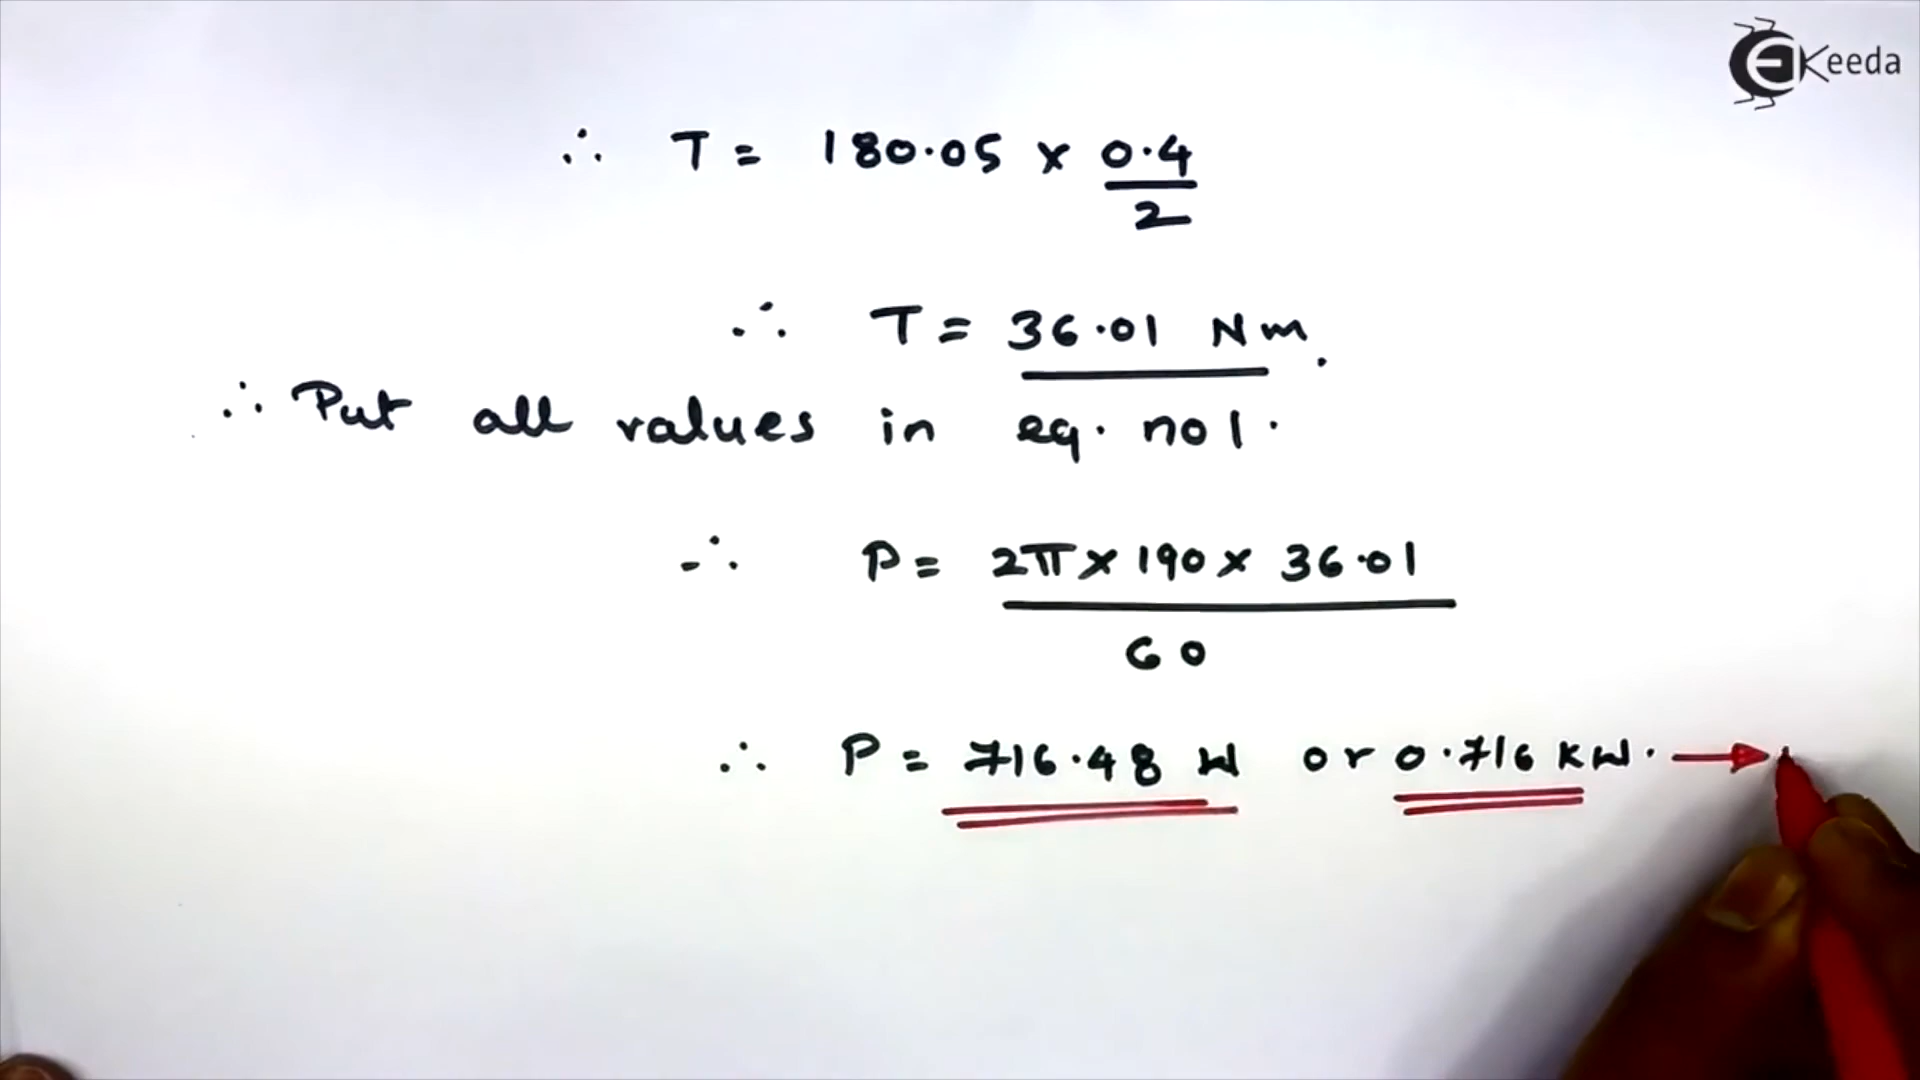 Keeda
∴ T = 180.05 × 0.4
2
∴ T = 36.01 Nm.
∴ Put all values in eq. no 1.
∴ P = 2π × 190 × 36.01
60
∴ P = 716.48 W or 0.716 KW. →